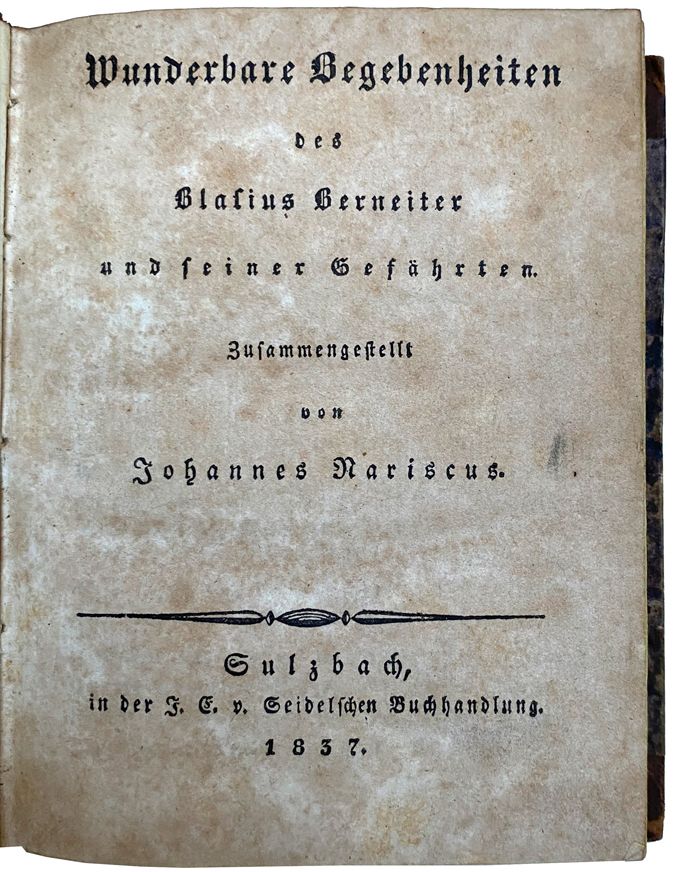 Wunderbare Begebenheiten
des
Blaſius Berneiter
und ſeiner Gefährten.
Zuſammengeſtellt
von
Johannes Nariscus.
Sulzbach,
in der J. E. v. Seidelſchen Buchhandlung.
1837.